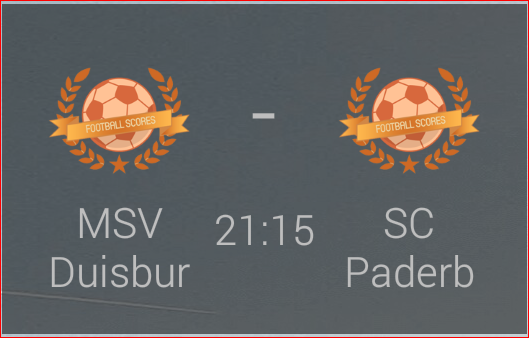 FOOTBALL SCORES
FOOTBALL SCORES
-
MSV
Duisbur
21:15
SC
Paderb